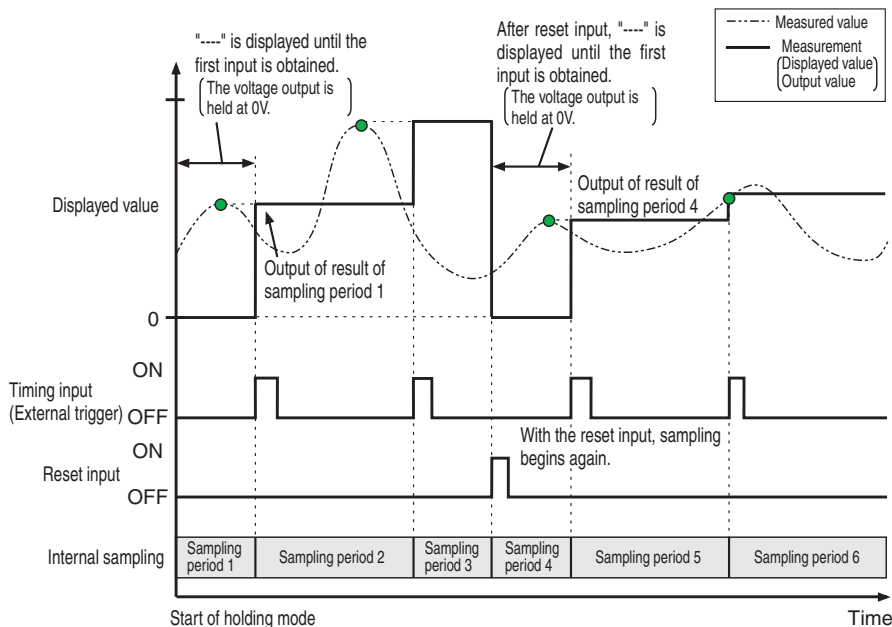 "----" is displayed until the
first input is obtained.
The voltage output is
held at 0V.
After reset input, "----" is
displayed until the first
input is obtained.
The voltage output is
held at 0V.
Measured value
Measurement
Displayed value
Output value
Displayed value
Output of result of
sampling period 1
Output of result of
sampling period 4
0
Timing input
(External trigger)
ON
OFF
With the reset input, sampling
begins again.
Reset input
ON
OFF
Internal sampling
Sampling
period 1
Sampling period 2
Sampling
period 3
Sampling
period 4
Sampling period 5
Sampling period 6
Start of holding mode
Time